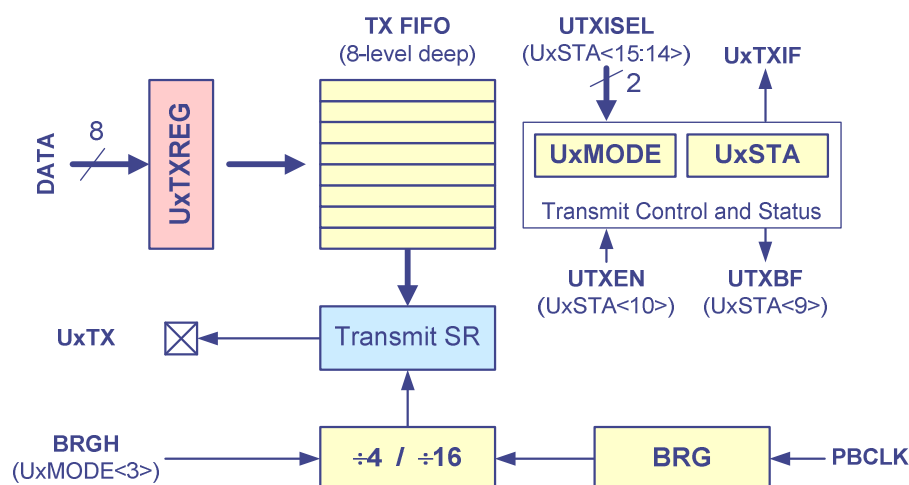 TX FIFO
(8-level deep)
UTXISEL
(UxSTA<15:14>)
UxTXIF
2
DATA
8
UxTXREG
UxMODE
UxSTA
Transmit Control and Status
UTXEN
(UxSTA<10>)
UTXBF
(UxSTA<9>)
UxTX
Transmit SR
BRGH
(UxMODE<3>)
÷4 / ÷16
BRG
PBCLK